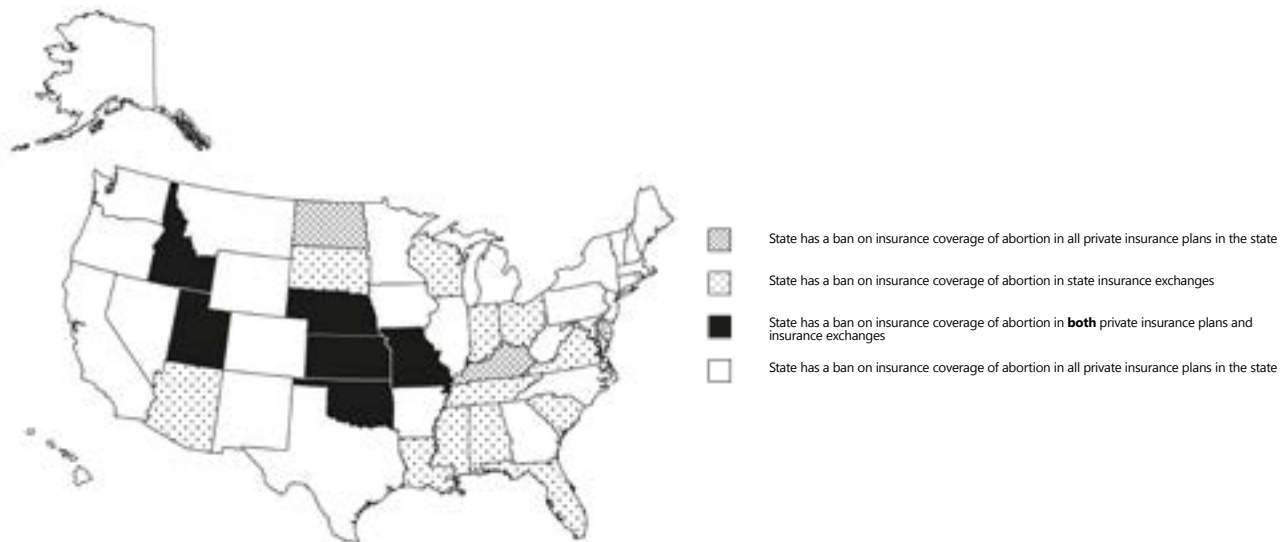 State has a ban on insurance coverage of abortion in all private insurance plans in the state
State has a ban on insurance coverage of abortion in state insurance exchanges
State has a ban on insurance coverage of abortion in both private insurance plans and
insurance exchanges
State has a ban on insurance coverage of abortion in all private insurance plans in the state